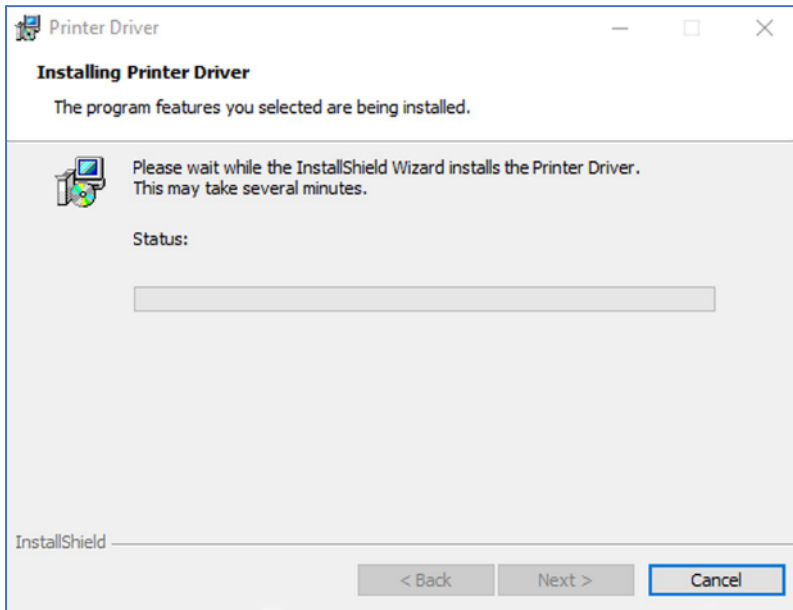 Printer Driver
Installing Printer Driver
The program features you selected are being installed.
Please wait while the InstallShield Wizard installs the Printer Driver.
This may take several minutes.
Status:
InstallShield
< Back
Next >
Cancel